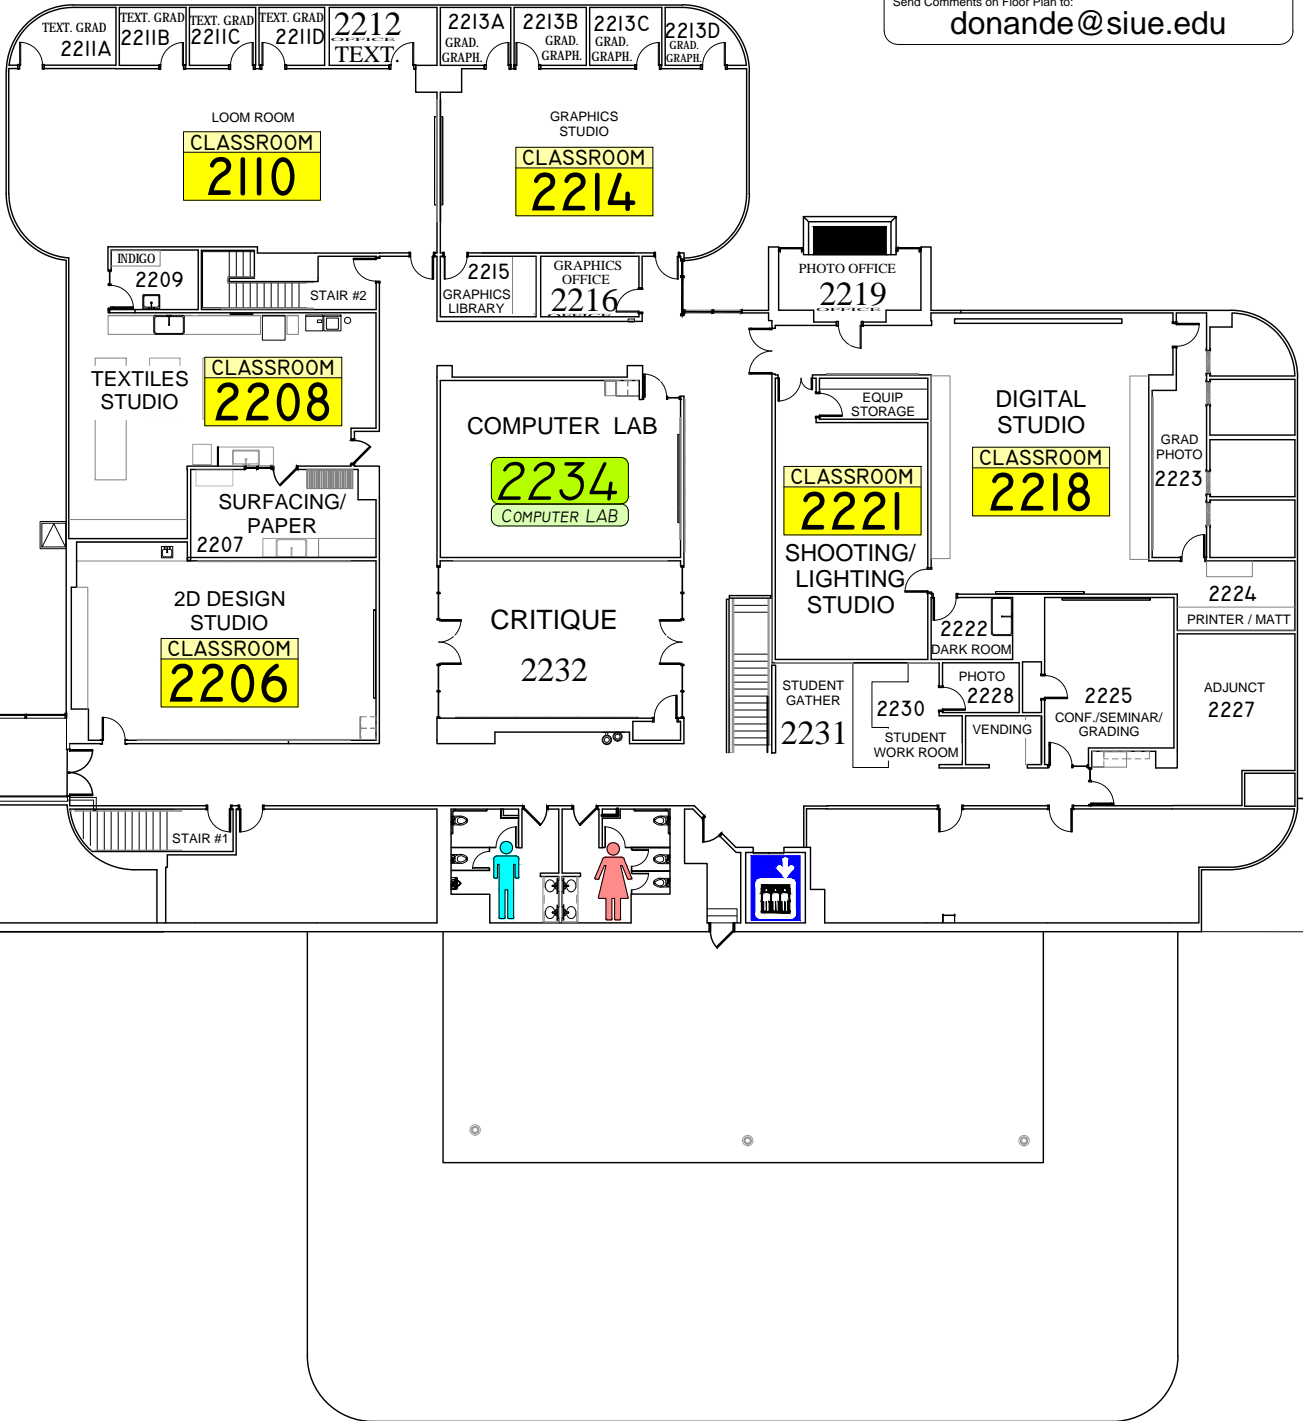 Send Comments on Floor Plan to:
donande@siue.edu
TEXT. GRAD
2211A
TEXT. GRAD
2211B
TEXT. GRAD
2211C
TEXT. GRAD
2211D
2212
OFFICE
TEXT.
2213A
GRAD.
GRAPH.
2213B
GRAD.
GRAPH.
2213C
GRAD.
GRAPH.
2213D
GRAD.
GRAPH.
LOOM ROOM
CLASSROOM
2110
GRAPHICS
STUDIO
CLASSROOM
2214
INDIGO
2209
STAIR #2
2215
GRAPHICS
LIBRARY
GRAPHICS
OFFICE
2216
OFFICE
PHOTO OFFICE
2219
OFFICE
TEXTILES
STUDIO
CLASSROOM
2208
COMPUTER LAB
2234
COMPUTER LAB
EQUIP
STORAGE
DIGITAL
STUDIO
CLASSROOM
2218
GRAD
PHOTO
2223
CLASSROOM
2221
SHOOTING/
LIGHTING
STUDIO
SURFACING/
PAPER
2207
2D DESIGN
STUDIO
CLASSROOM
2206
CRITIQUE
2232
2222
DARK ROOM
2224
PRINTER / MATT
STUDENT
GATHER
2231
2230
STUDENT
WORK ROOM
PHOTO
2228
VENDING
2225
CONF./SEMINAR/
GRADING
ADJUNCT
2227
STAIR #1